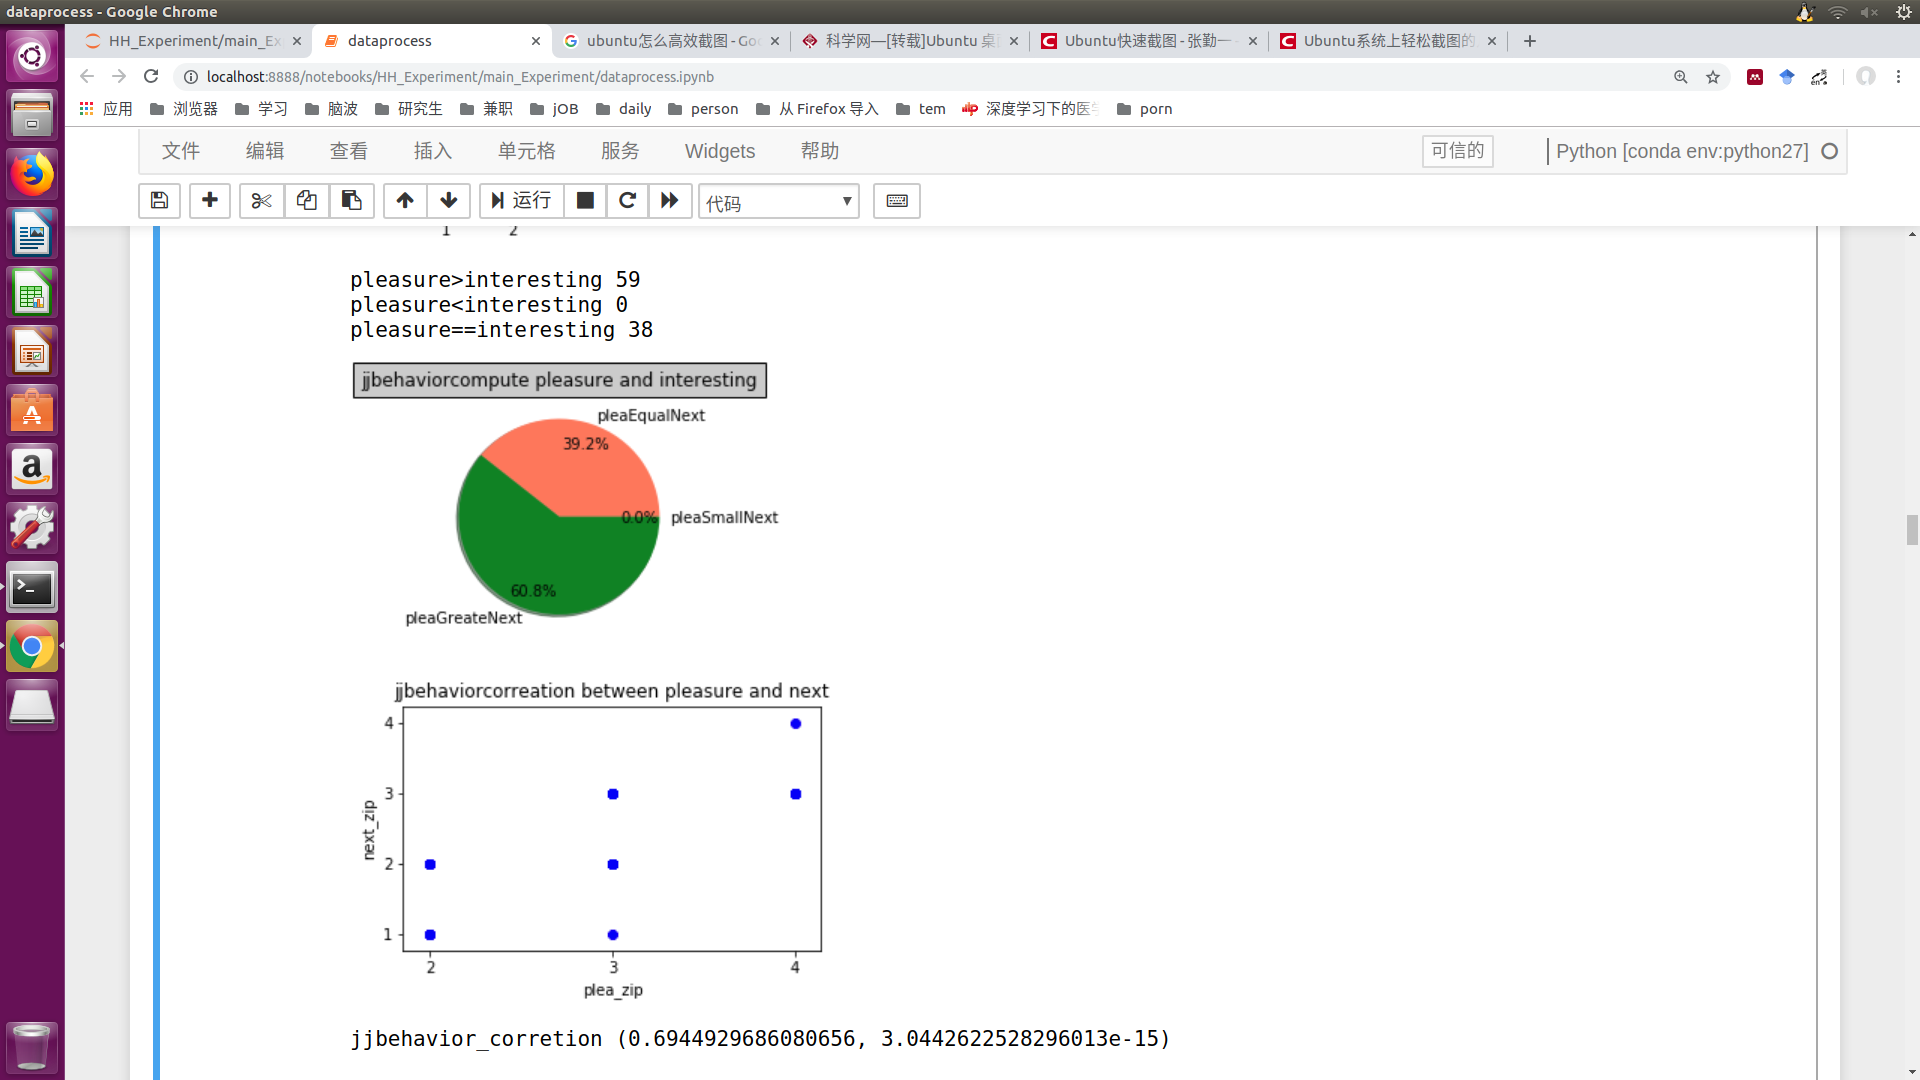 dataprocess - Google Chrome
HH_Experiment/main_Ex
dataprocess
ubuntu怎么高效截图 - Goo
科学网—[转载]Ubuntu 桌
Ubuntu快速截图 - 张勤一 -
Ubuntu系统上轻松截图的
localhost:8888/notebooks/HH_Experiment/main_Experiment/dataprocess.ipynb
应用 浏览器 学习 脑波 研究生 兼职 jOB daily person 从 Firefox 导入 tem 深度学习下的医学 porn
文件 编辑 查看 插入 单元格 服务 Widgets 帮助 可信的 Python [conda env:python27]
运行 代码
1 2
pleasure>interesting 59
pleasure<interesting 0
pleasure==interesting 38
jjbehaviorcompute pleasure and interesting
pleaEqualNext
39.2%
0.0% pleaSmallNext
60.8%
pleaGreateNext
jjbehaviorcorreation between pleasure and next
4
3
2
1
next_zip
2 3 4
plea_zip
jjbehavior_corretion (0.6944929686080656, 3.0442622528296013e-15)